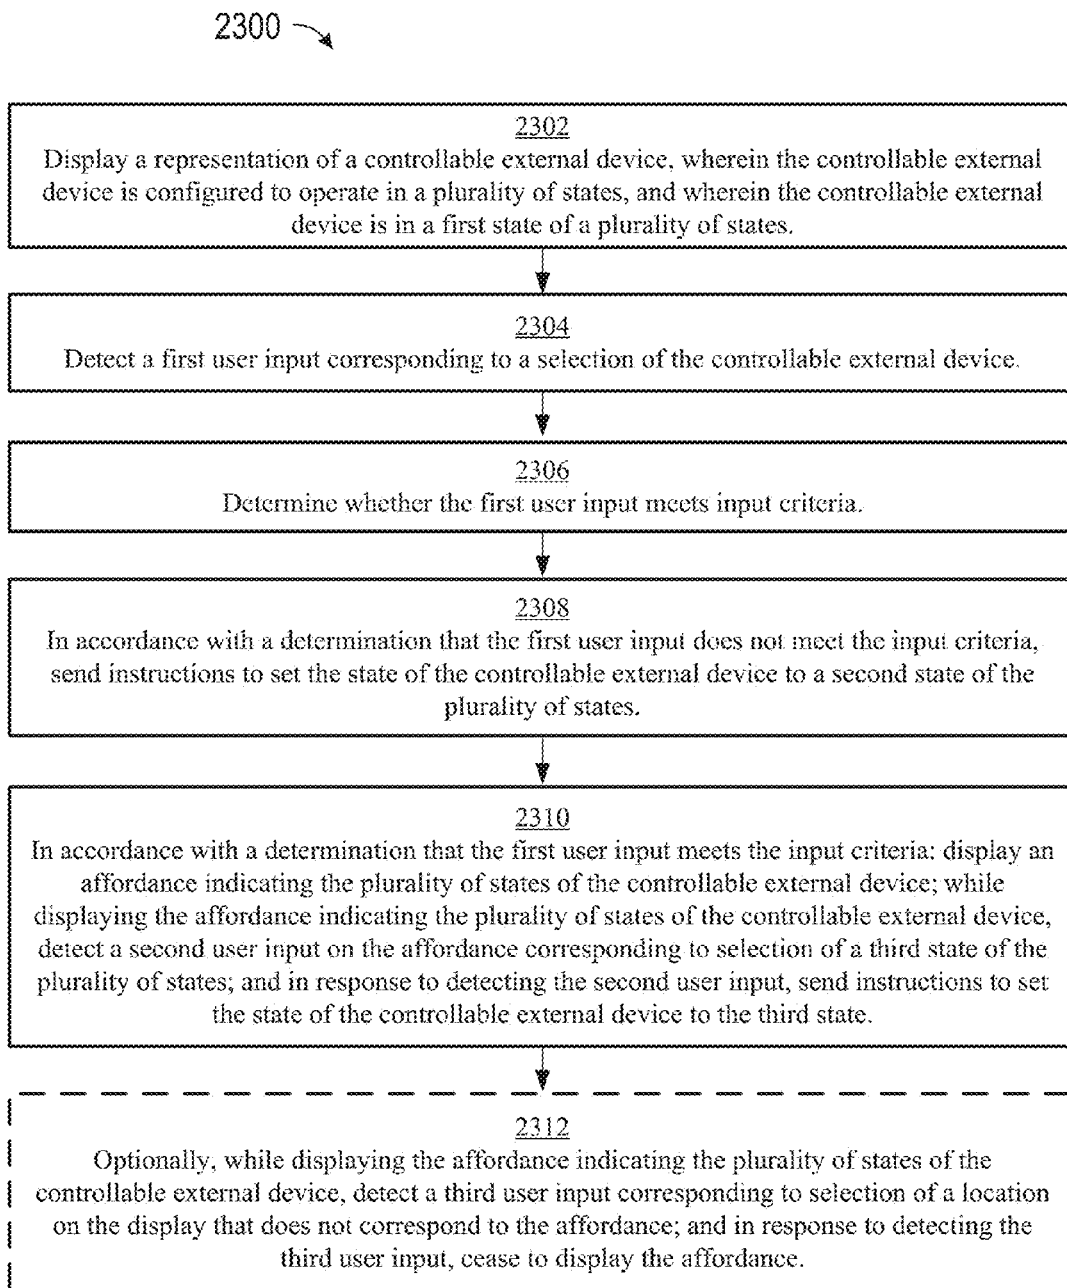 2300
2302
Display a representation of a controllable external device, wherein the controllable external
device is configured to operate in a plurality of states, and wherein the controllable external
device is in a first state of a plurality of states.
2304
Detect a first user input corresponding to a selection of the controllable external device.
2306
Determine whether the first user input meets input criteria.
2308
In accordance with a determination that the first user input does not meet the input criteria,
send instructions to set the state of the controllable external device to a second state of the
plurality of states.
2310
In accordance with a determination that the first user input meets the input criteria: display an
affordance indicating the plurality of states of the controllable external device; while
displaying the affordance indicating the plurality of states of the controllable external device,
detect a second user input on the affordance corresponding to selection of a third state of the
plurality of states; and in response to detecting the second user input, send instructions to set
the state of the controllable external device to the third state.
2312
Optionally, while displaying the affordance indicating the plurality of states of the
controllable external device, detect a third user input corresponding to selection of a location
on the display that does not correspond to the affordance; and in response to detecting the
third user input, cease to display the affordance.